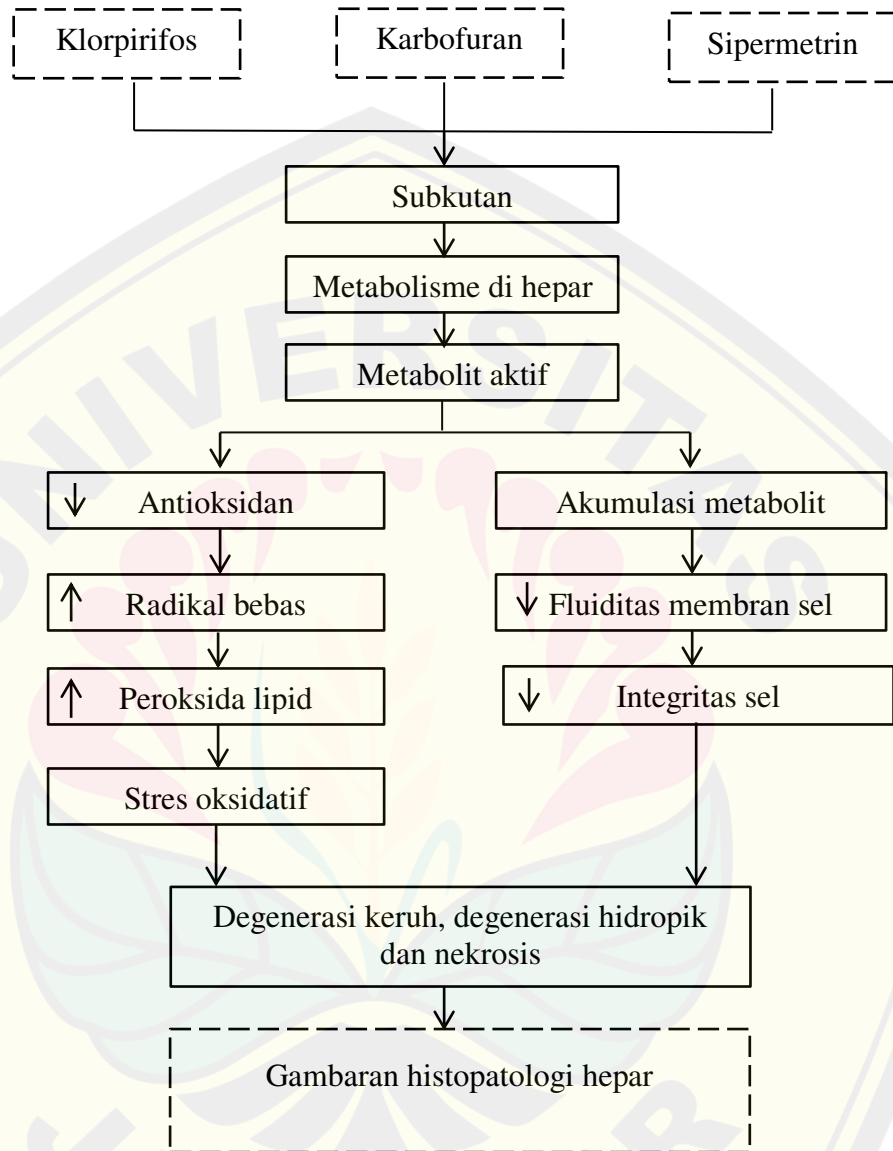 Klorpirifos
Karbofuran
Sipermetrin
Subkutan
Metabolisme di hepar
Metabolit aktif
↓ Antioksidan
Akumulasi metabolit
↑ Radikal bebas
↓ Fluiditas membran sel
↑ Peroksida lipid
↓ Integritas sel
Stres oksidatif
Degenerasi keruh, degenerasi hidropik
dan nekrosis
Gambaran histopatologi hepar
UNIVERSITAS